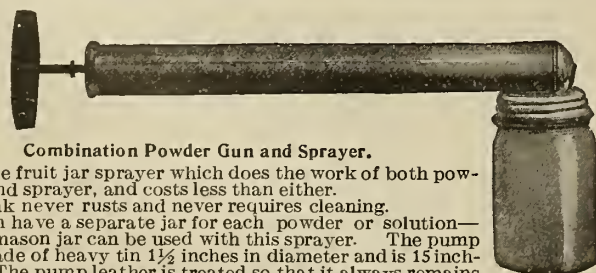 Combination Powder Gun and Sprayer.
e fruit jar sprayer which does the work of both pow-
nd sprayer, and costs less than either.
nk never rusts and never requires cleaning.
n have a separate jar for each powder or solution—
mason jar can be used with this sprayer. The pump
ade of heavy tin 1½ inches in diameter and is 15 inch-
The pump leather is treated so that it always remains